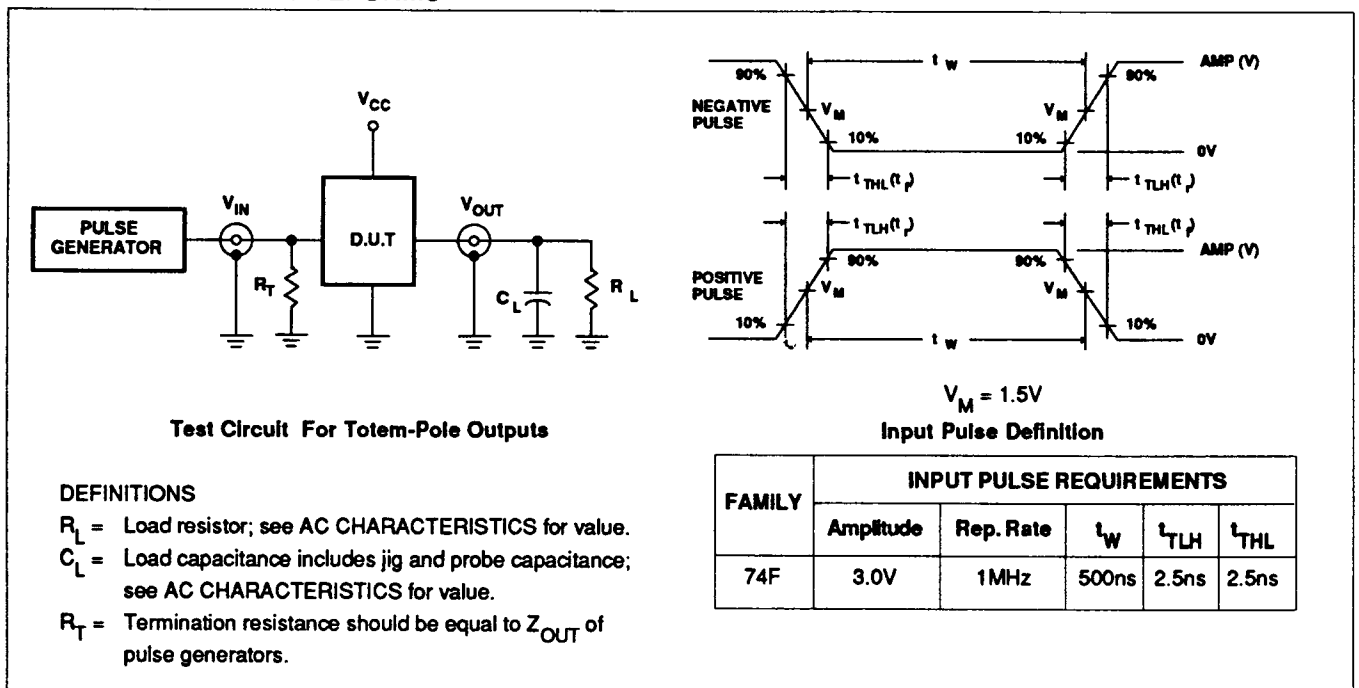 V_CC
V_IN
V_OUT
PULSE
GENERATOR
D.U.T
R_T
C_L
R_L
Test Circuit For Totem-Pole Outputs
DEFINITIONS
R_L = Load resistor; see AC CHARACTERISTICS for value.
C_L = Load capacitance includes jig and probe capacitance;
see AC CHARACTERISTICS for value.
R_T = Termination resistance should be equal to Z_OUT of
pulse generators.
t_W
90%
90%
AMP (V)
NEGATIVE
PULSE
V_M
V_M
10%
10%
0V
t_THL(t_f)
t_TLH(t_r)
t_TLH(t_r)
t_THL(t_f)
AMP (V)
90%
90%
POSITIVE
PULSE
V_M
V_M
10%
10%
t_W
0V
V_M = 1.5V
Input Pulse Definition
FAMILY
INPUT PULSE REQUIREMENTS
Amplitude Rep. Rate t_W t_TLH t_THL
74F 3.0V 1MHz 500ns 2.5ns 2.5ns